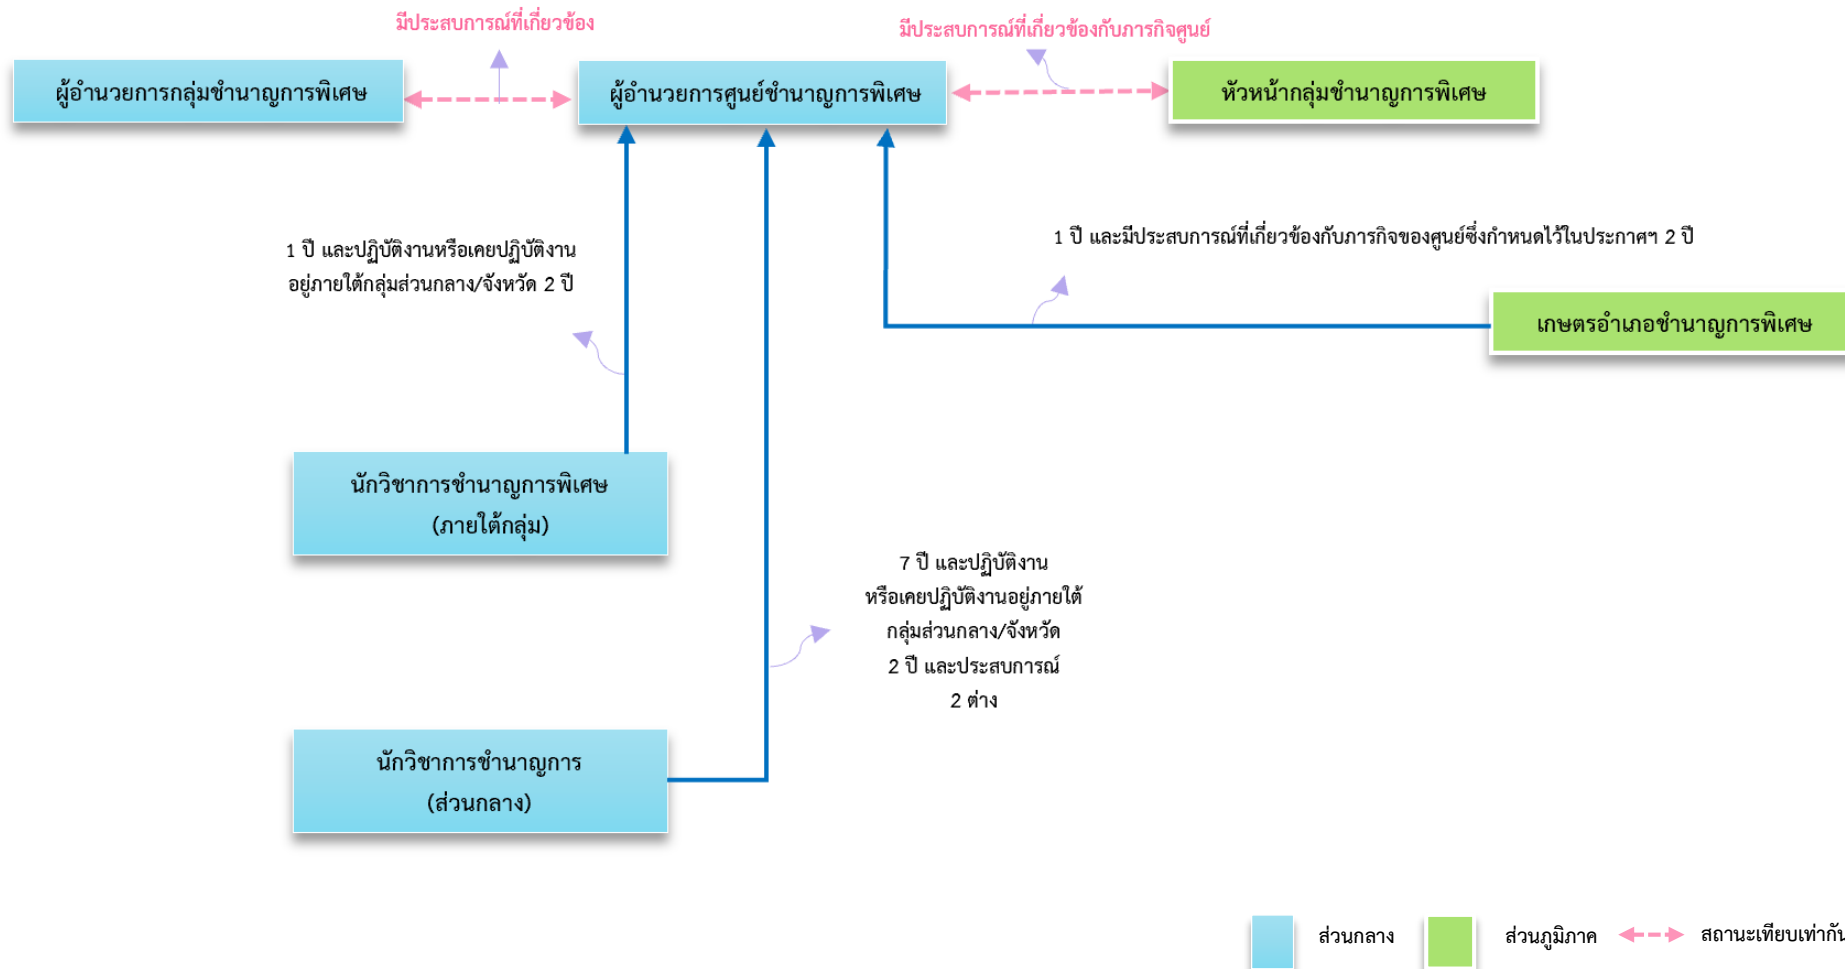 มีประสบการณ์ที่เกี่ยวข้อง
มีประสบการณ์ที่เกี่ยวข้องกับภารกิจศูนย์
ผู้อำนวยการกลุ่มชำนาญการพิเศษ
ผู้อำนวยการศูนย์ชำนาญการพิเศษ
หัวหน้ากลุ่มชำนาญการพิเศษ
1 ปี และปฏิบัติงานหรือเคยปฏิบัติงาน
อยู่ภายใต้กลุ่มส่วนกลาง/จังหวัด 2 ปี
1 ปี และมีประสบการณ์ที่เกี่ยวข้องกับภารกิจของศูนย์ซึ่งกำหนดไว้ในประกาศฯ 2 ปี
เกษตรอำเภอชำนาญการพิเศษ
นักวิชาการชำนาญการพิเศษ
(ภายใต้กลุ่ม)
7 ปี และปฏิบัติงาน
หรือเคยปฏิบัติงานอยู่ภายใต้
กลุ่มส่วนกลาง/จังหวัด
2 ปี และประสบการณ์
2 ต่าง
นักวิชาการชำนาญการ
(ส่วนกลาง)
ส่วนกลาง
ส่วนภูมิภาค
สถานะเทียบเท่ากัน